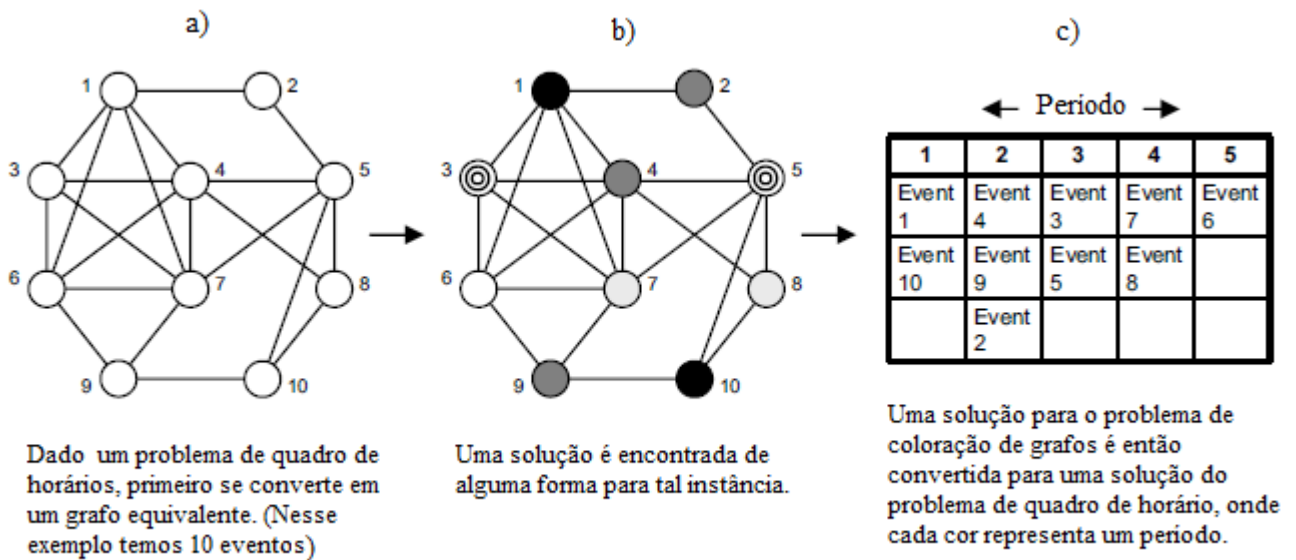 a)
b)
c)
1
2
3
4
5
6
7
8
9
10
1
2
3
4
5
6
7
8
9
10
Periodo
1 2 3 4 5
Event 1
Event 4
Event 3
Event 7
Event 6
Event 10
Event 9
Event 5
Event 8
Event 2
Dado um problema de quadro de
horários, primeiro se converte em
um grafo equivalente. (Nesse
exemplo temos 10 eventos)
Uma solução é encontrada de
alguma forma para tal instância.
Uma solução para o problema de
coloração de grafos é então
convertida para uma solução do
problema de quadro de horário, onde
cada cor representa um período.